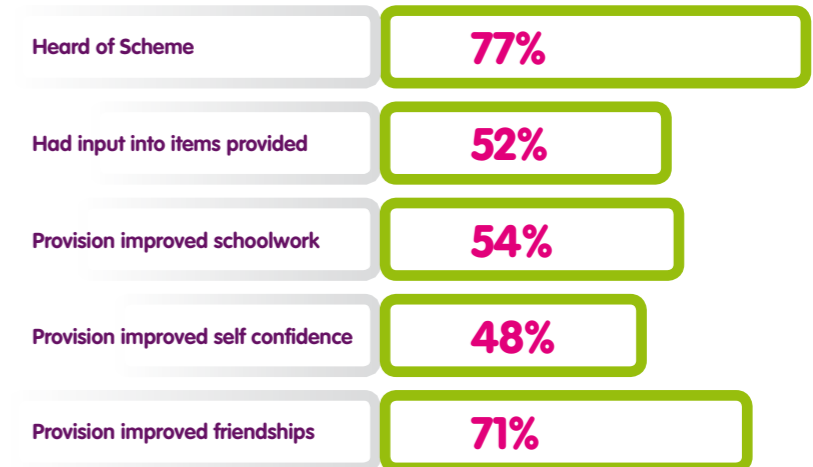 Heard of Scheme 77%
Had input into items provided 52%
Provision improved schoolwork 54%
Provision improved self confidence 48%
Provision improved friendships 71%